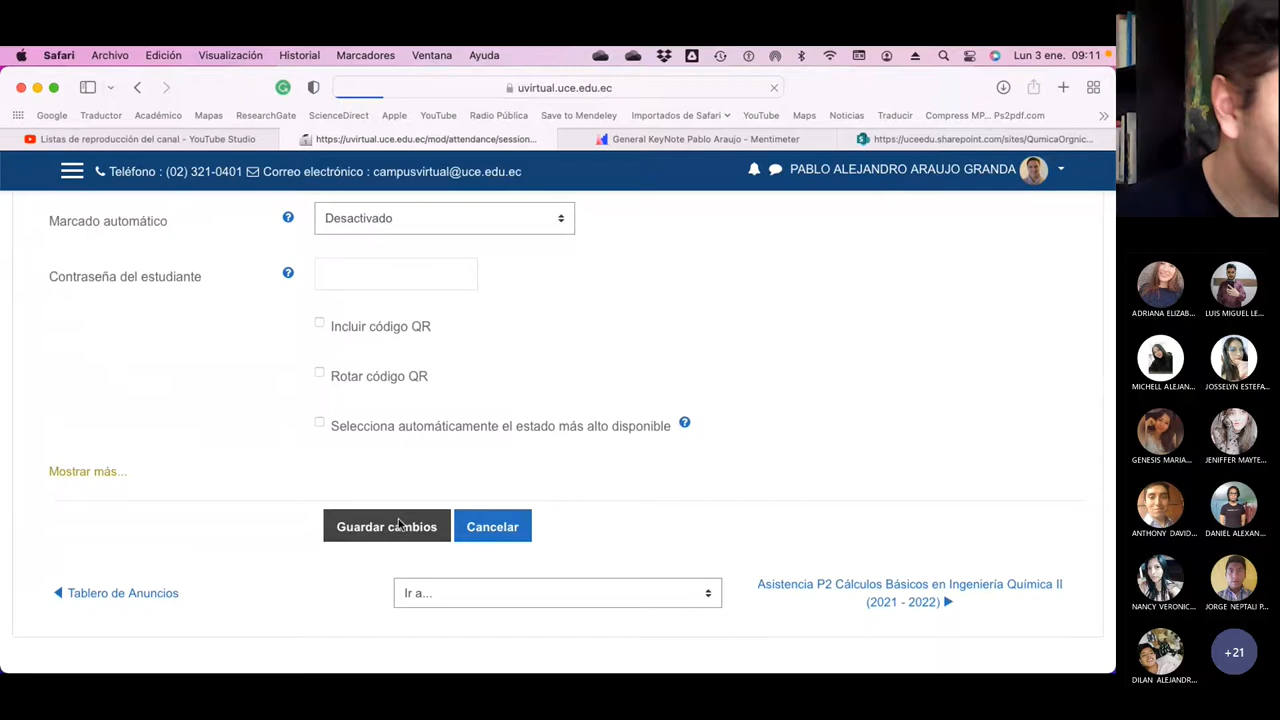 Safari Archivo Edición Visualización Historial Marcadores Ventana Ayuda Lun 3 ene. 09:11
uvirtual.uce.edu.ec
Google Traductor Académico Mapas ResearchGate ScienceDirect Apple YouTube Radio Pública Save to Mendeley Importados de Safari YouTube Maps Noticias Traducir Compress MP... Ps2pdf.com
Listas de reproducción del canal - YouTube Studio https://uvirtual.uce.edu.ec/mod/attendance/session... General KeyNote Pablo Araujo - Mentimeter https://uceedu.sharepoint.com/sites/QumicaOrgnic...
Teléfono : (02) 321-0401 Correo electrónico : campusvirtual@uce.edu.ec PABLO ALEJANDRO ARAUJO GRANDA
Marcado automático Desactivado
Contraseña del estudiante
Incluir código QR
Rotar código QR
Selecciona automáticamente el estado más alto disponible
Mostrar más...
Guardar cambios Cancelar
Tablero de Anuncios Ir a... Asistencia P2 Cálculos Básicos en Ingeniería Química II
(2021 - 2022)
ADRIANA ELIZAB... LUIS MIGUEL LE...
MICHELL ALEJAN... JOSSELYN ESTEFA...
GENESIS MARIA... JENIFFER MAYTE...
ANTHONY DAVID... DANIEL ALEXAN...
NANCY VERONIC... JORGE NEPTALI P...
DILAN ALEJANDR... +21